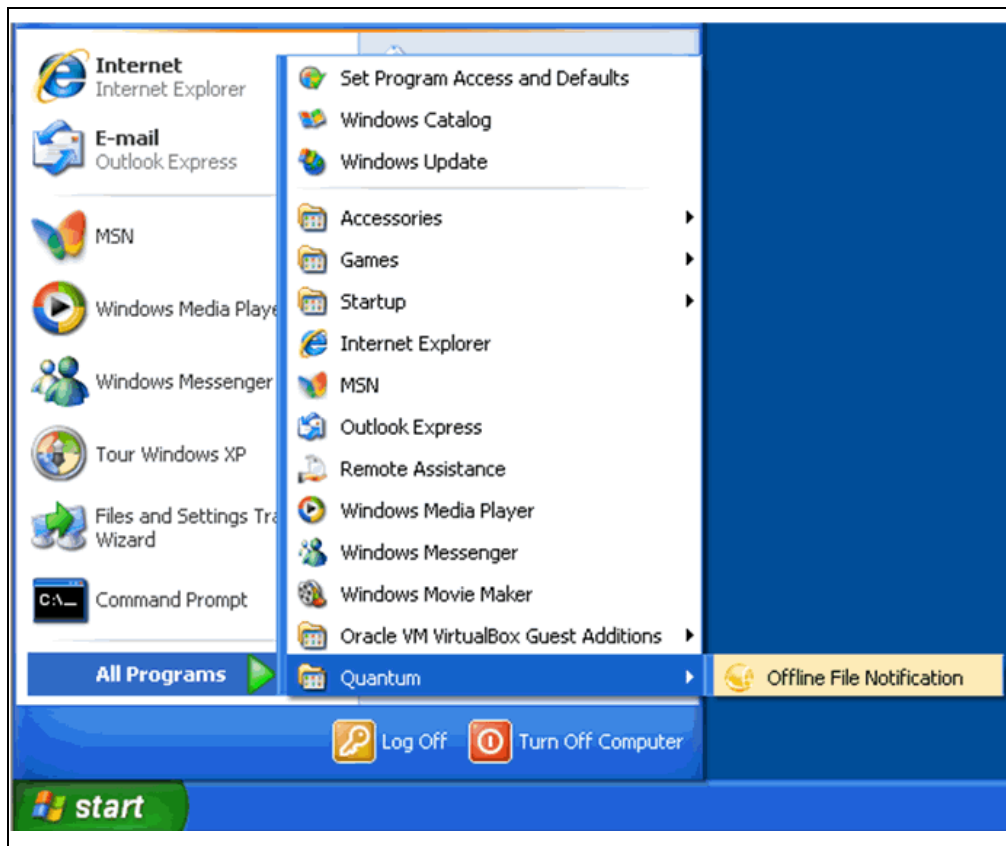 Internet
Internet Explorer
E-mail
Outlook Express
MSN
Windows Media Playe
Windows Messenger
Tour Windows XP
Files and Settings Tra
Wizard
C:\_
Command Prompt
All Programs
Set Program Access and Defaults
Windows Catalog
Windows Update
Accessories
Games
Startup
Internet Explorer
MSN
Outlook Express
Remote Assistance
Windows Media Player
Windows Messenger
Windows Movie Maker
Oracle VM VirtualBox Guest Additions
Quantum
Offline File Notification
Log Off
Turn Off Computer
start